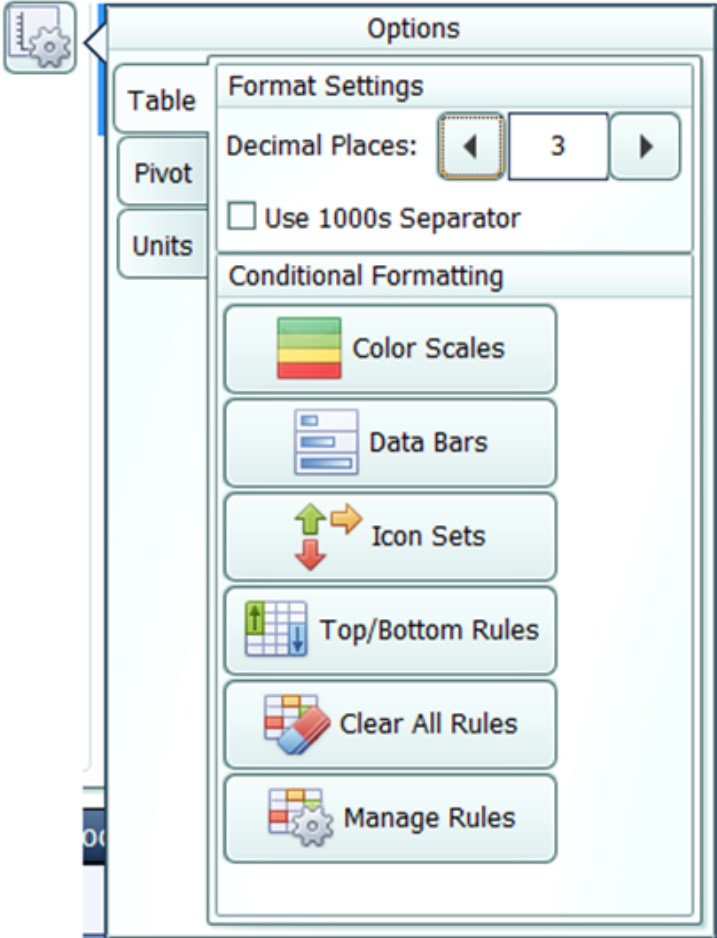 Options
Table
Format Settings
Decimal Places: 3
Pivot
Use 1000s Separator
Units
Conditional Formatting
Color Scales
Data Bars
Icon Sets
Top/Bottom Rules
Clear All Rules
Manage Rules